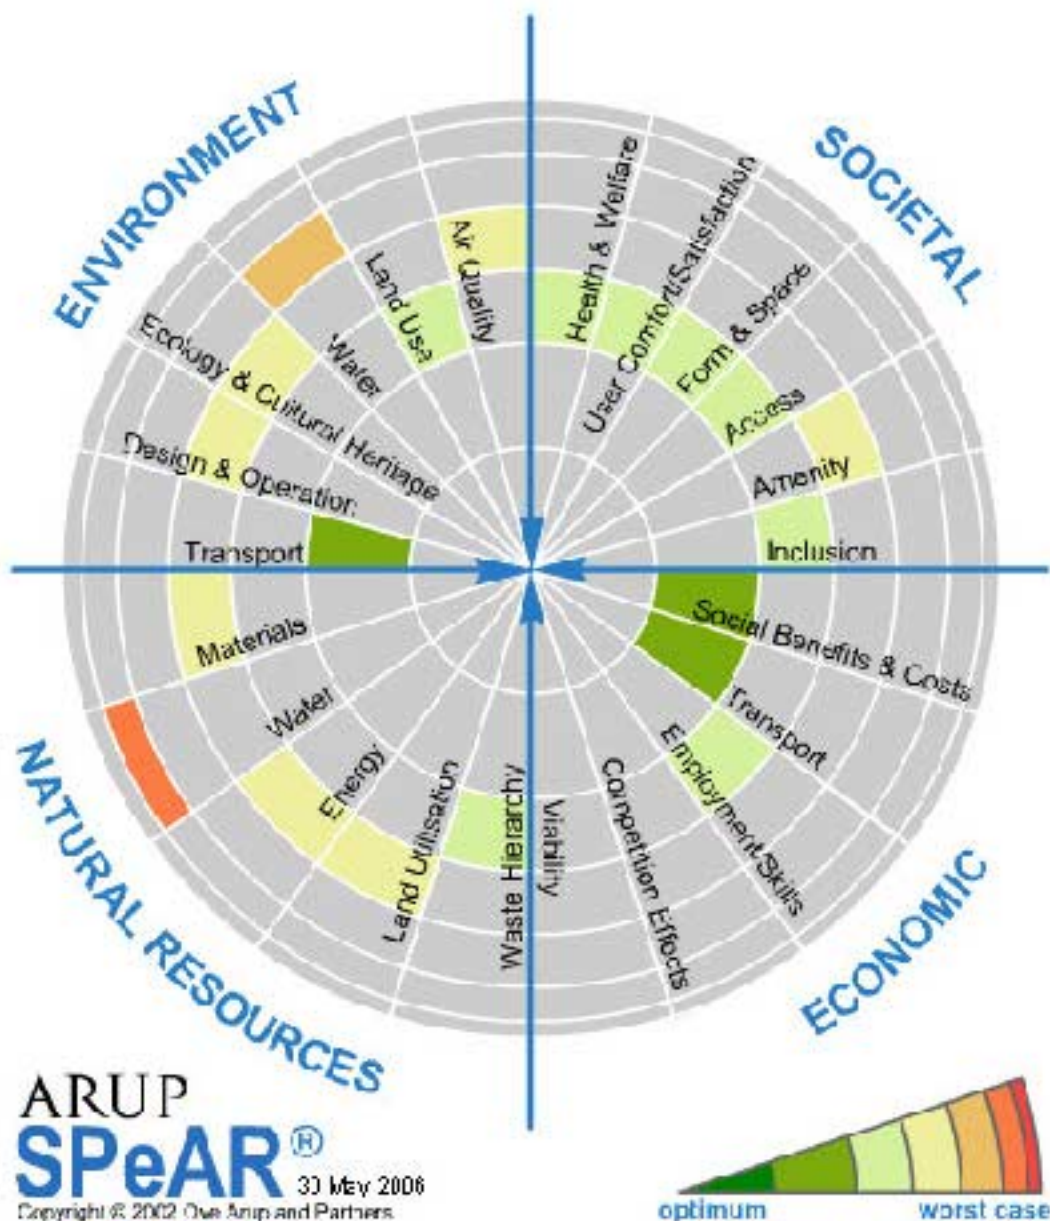 ENVIRONMENT
SOCIETAL
Air Quality
Land Use
Water
Ecology & Cultural Heritage
Design & Operation
Transport
Health & Welfare
User Comfort/Satisfaction
Form & Space
Access
Amenity
Inclusion
Materials
Water
Energy
Land Utilisation
Waste Hierarchy
Social Benefits & Costs
Transport
Employment/Skills
Competition Effects
Viability
NATURAL RESOURCES
ECONOMIC
ARUP
SPeAR®
30 May 2006
Copyright © 2002 Ove Arup and Partners
optimum
worst case